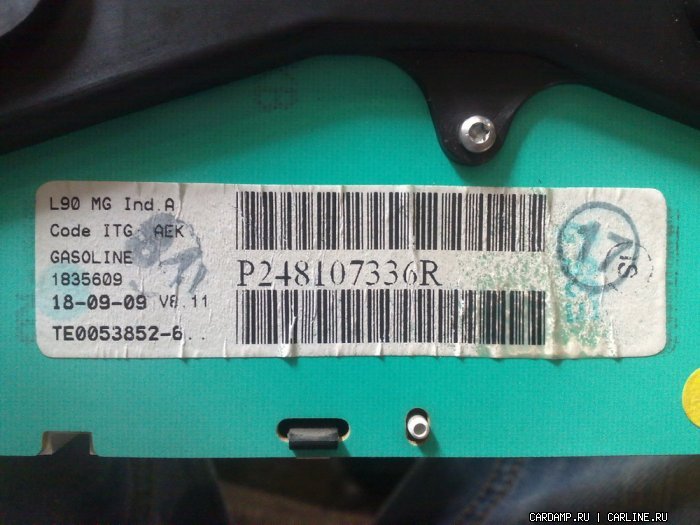 L90 MG Ind.A
Code ITG AEK
GASOLINE
1835609
18-09-09 V8.11
TE0053852-6..
P248107336R
17
CARDAMP.RU | CARLINE.RU